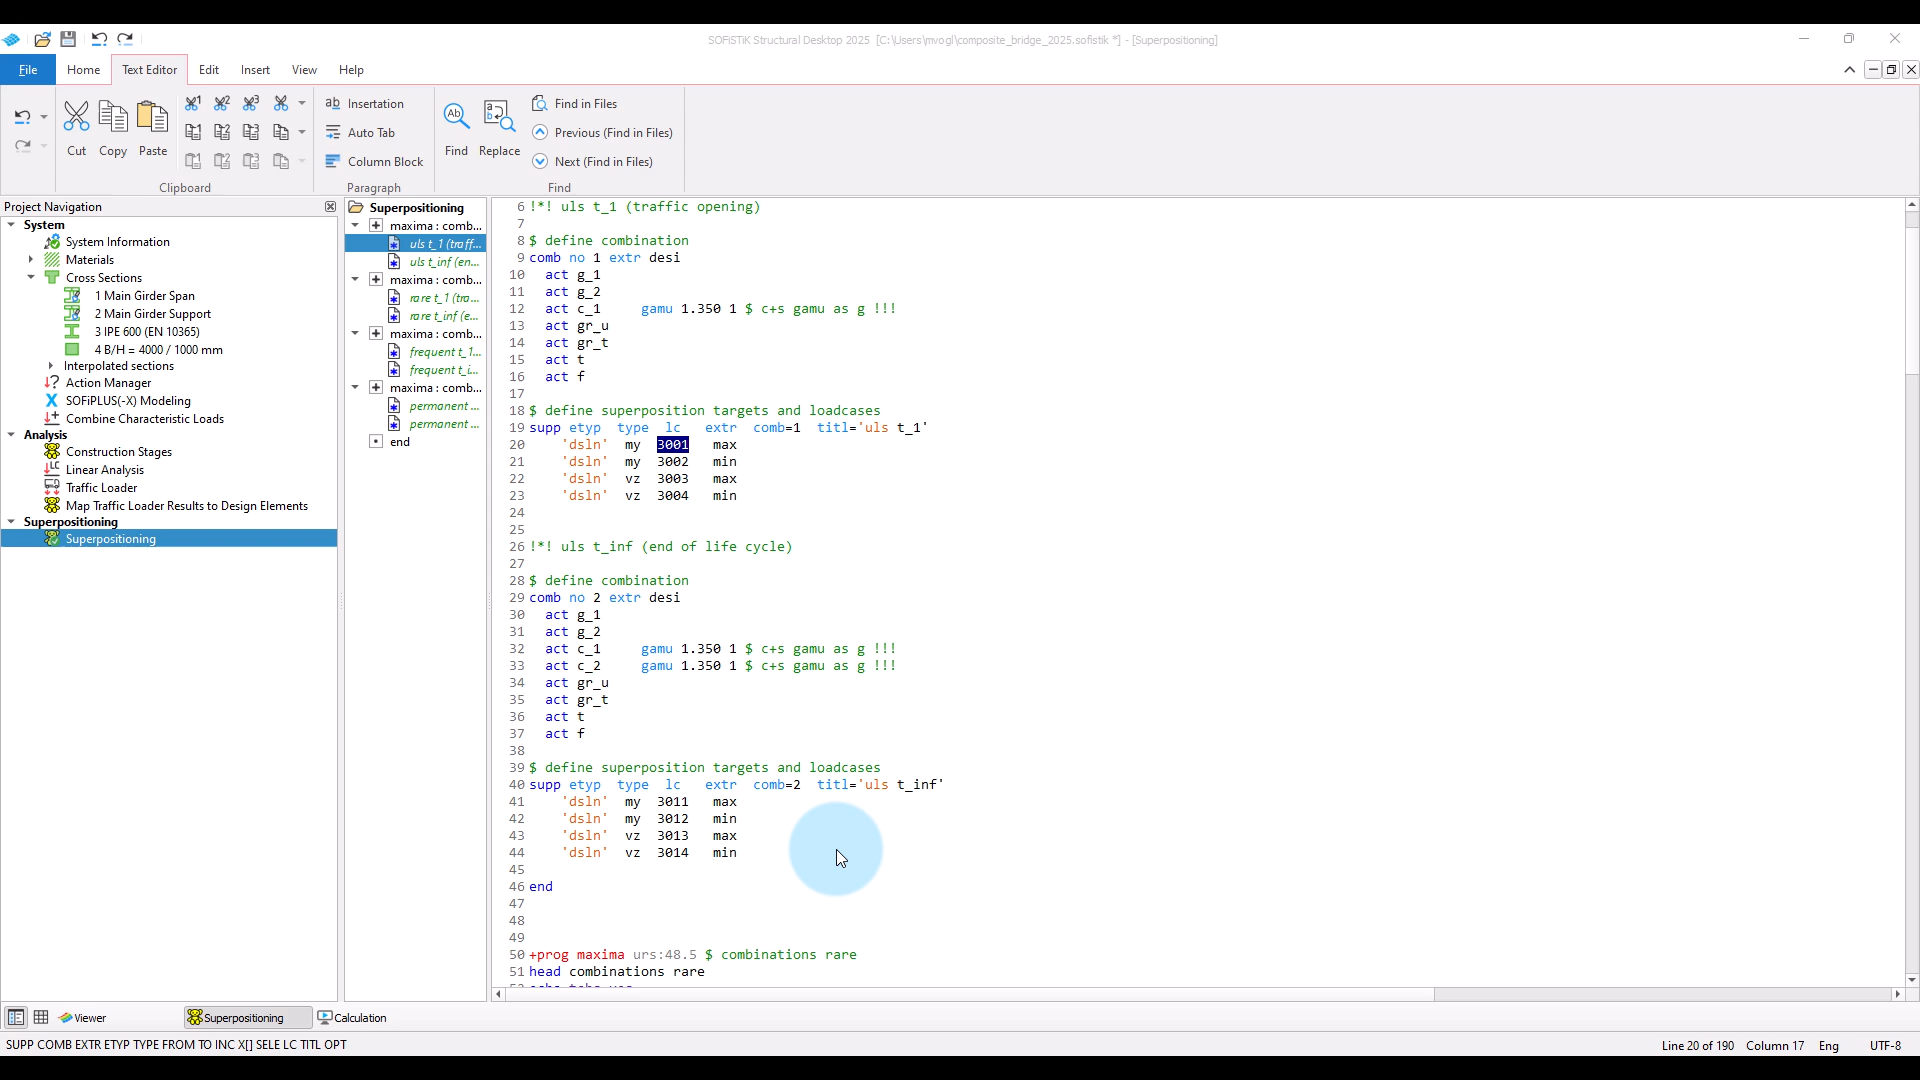 SOFiSTiK Structural Desktop 2025 [C:\Users\mvogl\composite_bridge_2025.sofistik *] - [Superpositioning]
File Home Text Editor Edit Insert View Help
Cut Copy Paste
Clipboard
Insertation
Auto Tab
Column Block
Paragraph
Find Replace
Find in Files
Previous (Find in Files)
Next (Find in Files)
Find
Project Navigation
System
System Information
Materials
Cross Sections
1 Main Girder Span
2 Main Girder Support
3 IPE 600 (EN 10365)
4 B/H = 4000 / 1000 mm
Interpolated sections
Action Manager
SOFiPLUS(-X) Modeling
Combine Characteristic Loads
Analysis
Construction Stages
Linear Analysis
Traffic Loader
Map Traffic Loader Results to Design Elements
Superpositioning
Superpositioning
Superpositioning
maxima : comb...
uls t_1 (traff...
uls t_inf (en...
maxima : comb...
rare t_1 (tra...
rare t_inf (e...
maxima : comb...
frequent t_1...
frequent t_i...
maxima : comb...
permanent ...
permanent ...
end
6 !*! uls t_1 (traffic opening)
7
8 $ define combination
9 comb no 1 extr desi
10 act g_1
11 act g_2
12 act c_1 gamu 1.350 1 $ c+s gamu as g !!!
13 act gr_u
14 act gr_t
15 act t
16 act f
17
18 $ define superposition targets and loadcases
19 supp etyp type lc extr comb=1 titl='uls t_1'
20 'dsln' my 3001 max
21 'dsln' my 3002 min
22 'dsln' vz 3003 max
23 'dsln' vz 3004 min
24
25
26 !*! uls t_inf (end of life cycle)
27
28 $ define combination
29 comb no 2 extr desi
30 act g_1
31 act g_2
32 act c_1 gamu 1.350 1 $ c+s gamu as g !!!
33 act c_2 gamu 1.350 1 $ c+s gamu as g !!!
34 act gr_u
35 act gr_t
36 act t
37 act f
38
39 $ define superposition targets and loadcases
40 supp etyp type lc extr comb=2 titl='uls t_inf'
41 'dsln' my 3011 max
42 'dsln' my 3012 min
43 'dsln' vz 3013 max
44 'dsln' vz 3014 min
45
46 end
47
48
49
50 +prog maxima urs:48.5 $ combinations rare
51 head combinations rare
Viewer Superpositioning Calculation
SUPP COMB EXTR ETYP TYPE FROM TO INC X[] SELE LC TITL OPT
Line 20 of 190 Column 17 Eng UTF-8